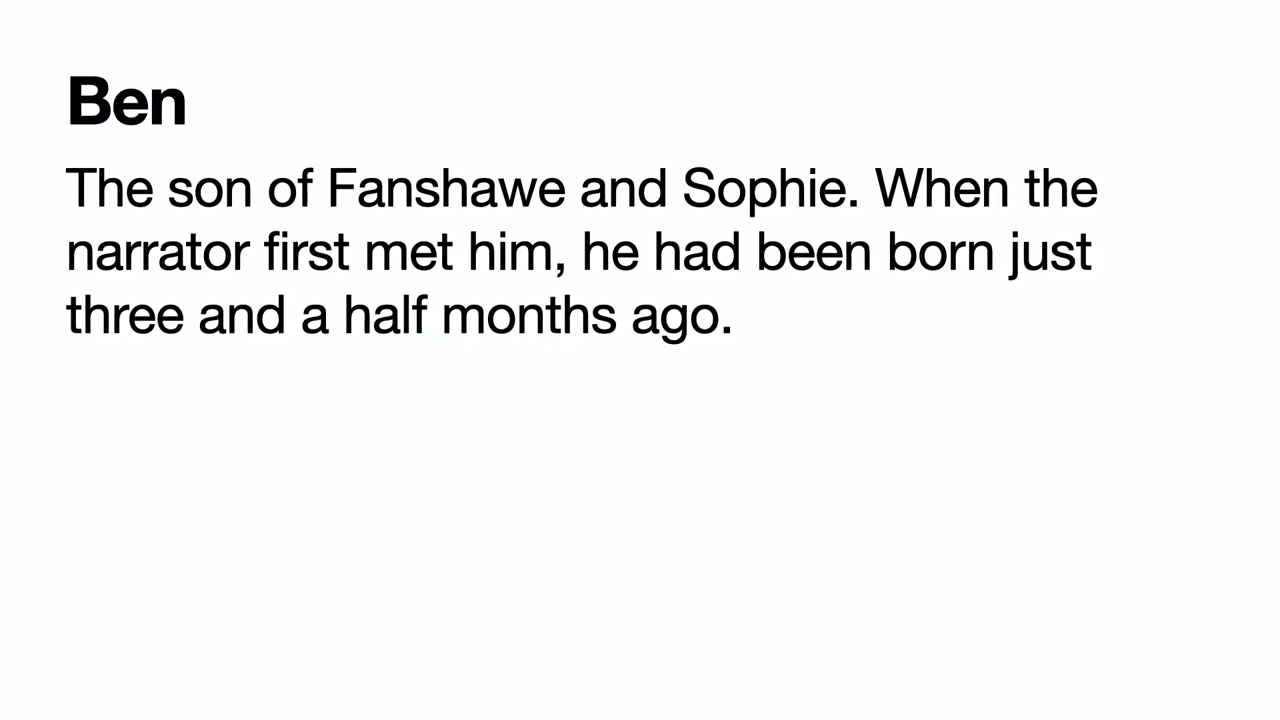 Ben
The son of Fanshawe and Sophie. When the
narrator first met him, he had been born just
three and a half months ago.